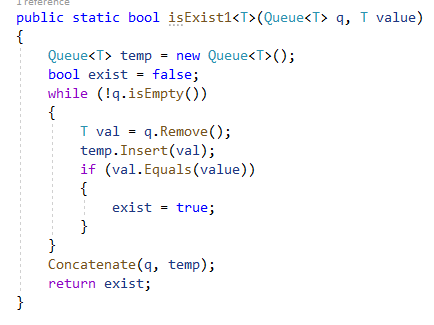 1 reference
public static bool isExist1<T>(Queue<T> q, T value)
{
    Queue<T> temp = new Queue<T>();
    bool exist = false;
    while (!q.isEmpty())
    {
        T val = q.Remove();
        temp.Insert(val);
        if (val.Equals(value))
        {
            exist = true;
        }
    }
    Concatenate(q, temp);
    return exist;
}